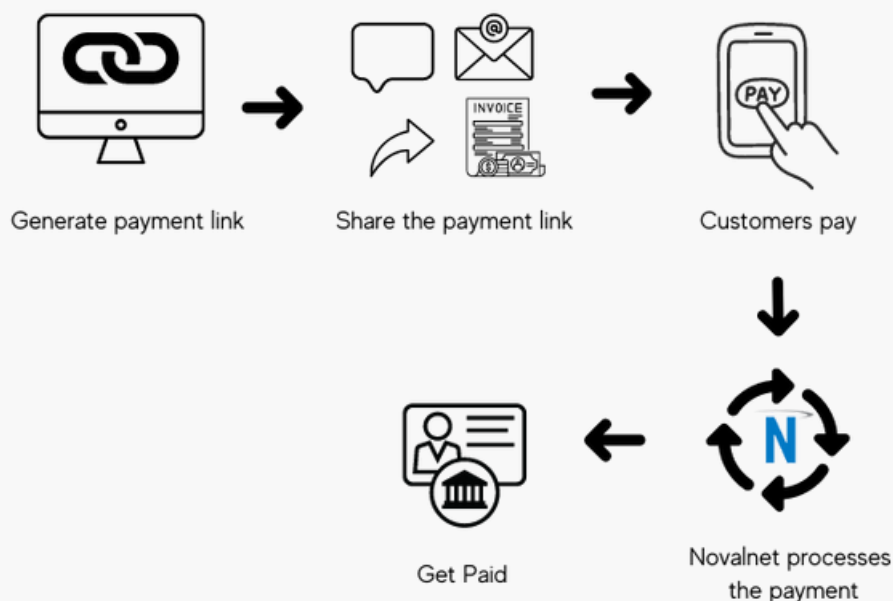 @
INVOICE
$
PAY
Generate payment link
Share the payment link
Customers pay
N
Novalnet processes
the payment
Get Paid